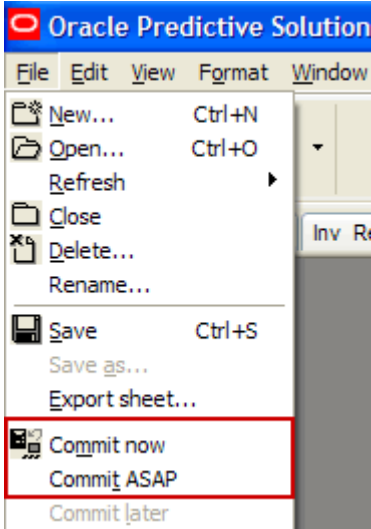 Oracle Predictive Solution
File Edit View Format Window
New... Ctrl+N
Open... Ctrl+O
Refresh
Close
Inv Re
Delete...
Rename...
Save Ctrl+S
Save as...
Export sheet...
Commit now
Commit ASAP
Commit later